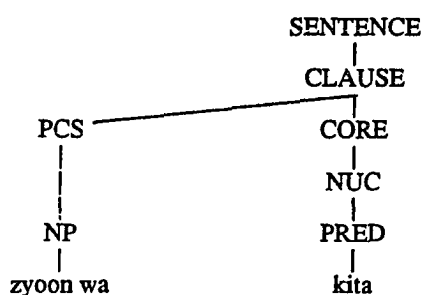 SENTENCE
CLAUSE
PCS CORE
NUC
NP PRED
zyoon wa kita